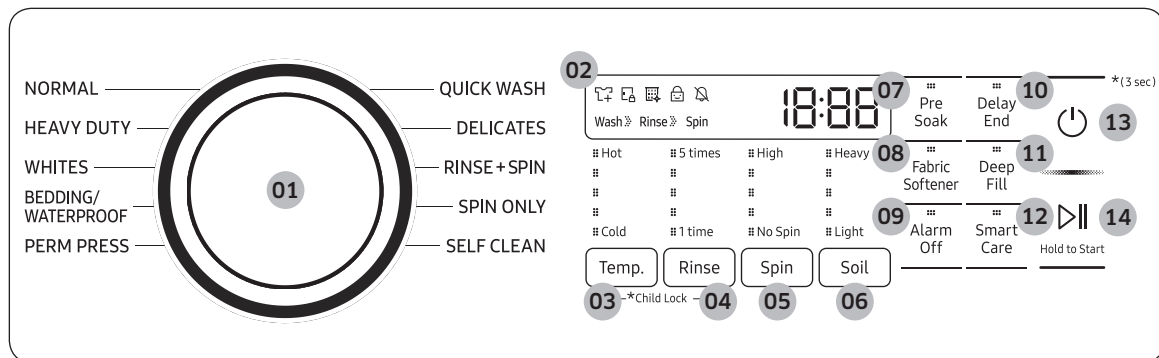 NORMAL
HEAVY DUTY
WHITES
BEDDING/
WATERPROOF
PERM PRESS
01
QUICK WASH
DELICATES
RINSE+SPIN
SPIN ONLY
SELF CLEAN
02
18:88
Wash Rinse Spin
Hot 5 times High Heavy
Cold 1 time No Spin Light
Temp. Rinse Spin Soil
03 *Child Lock 04 05 06
07
Pre
Soak
Delay
End
10
08
Fabric
Softener
Deep
Fill
11
09
Alarm
Off
Smart
Care
12
*(3 sec)
13
14
Hold to Start